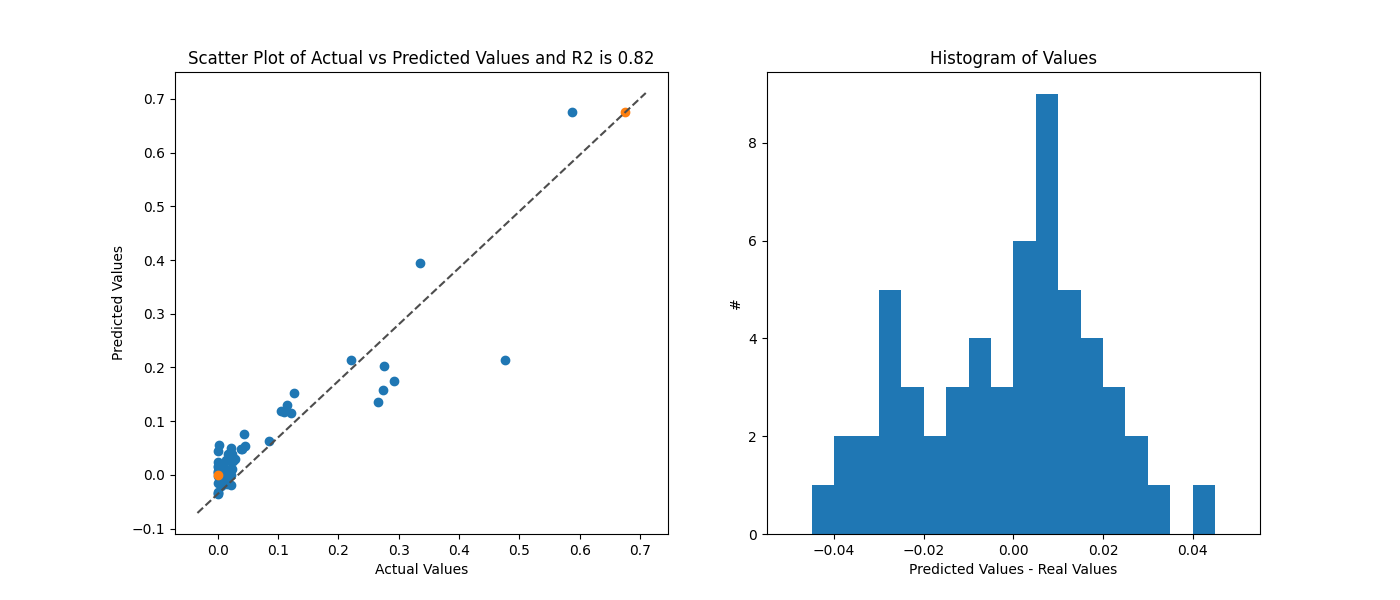 Scatter Plot of Actual vs Predicted Values and R2 is 0.82
0.7
0.6
0.5
0.4
0.3
0.2
0.1
0.0
−0.1
Predicted Values
0.0 0.1 0.2 0.3 0.4 0.5 0.6 0.7
Actual Values
Histogram of Values
8
6
4
2
0
#
−0.04 −0.02 0.00 0.02 0.04
Predicted Values - Real Values